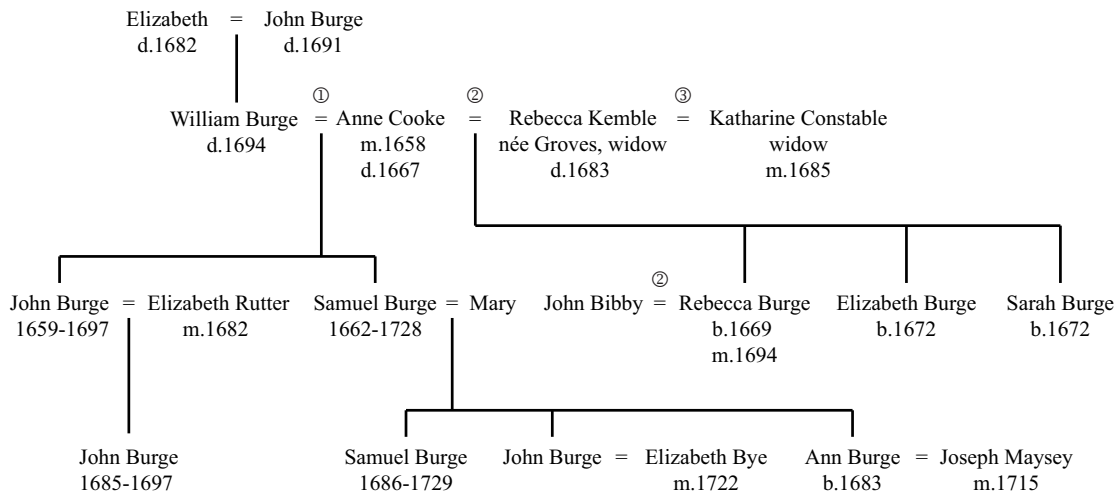 Elizabeth = John Burge
d.1682 d.1691
① ② ③
William Burge = Anne Cooke = Rebecca Kemble = Katharine Constable
d.1694 m.1658 née Groves, widow widow
d.1667 d.1683 m.1685
②
John Burge = Elizabeth Rutter Samuel Burge = Mary John Bibby = Rebecca Burge Elizabeth Burge Sarah Burge
1659-1697 m.1682 1662-1728 b.1669 b.1672 b.1672
m.1694
John Burge Samuel Burge John Burge = Elizabeth Bye Ann Burge = Joseph Maysey
1685-1697 1686-1729 m.1722 b.1683 m.1715